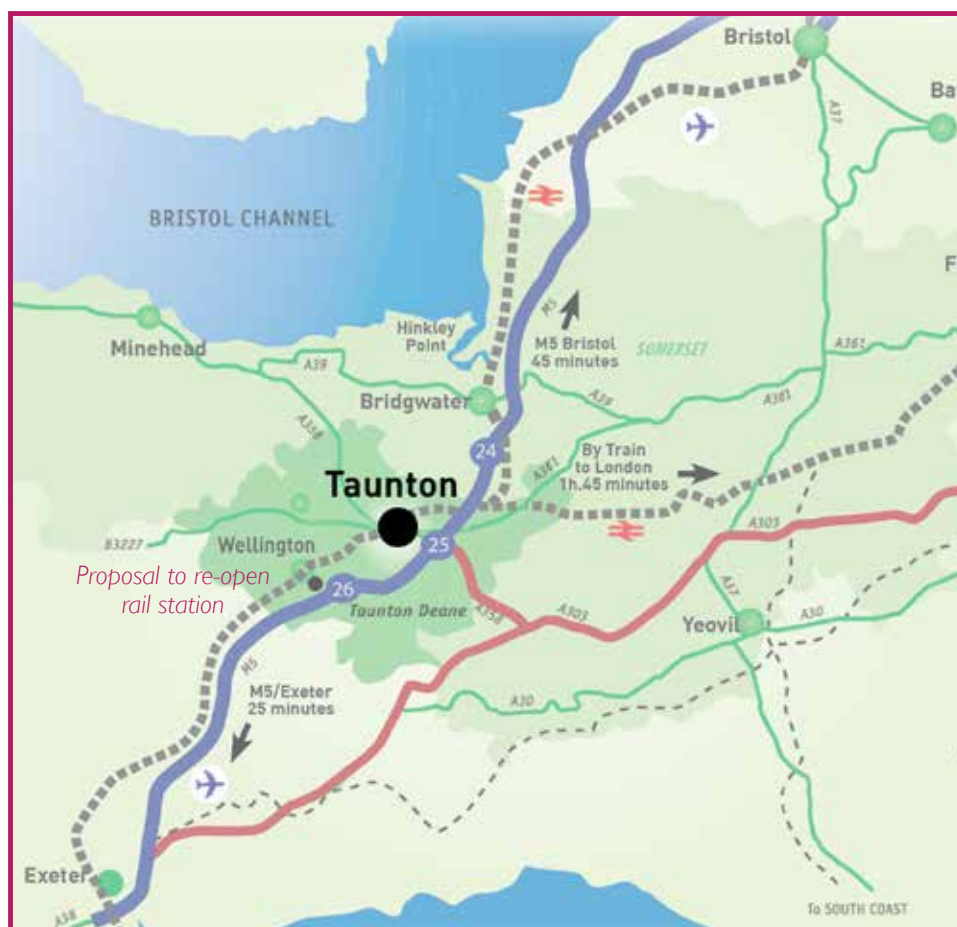 Bristol
A37
Ba
BRISTOL CHANNEL
F
M5
Hinkley
Point
M5 Bristol
45 minutes
SOMERSET
A361
Minehead
A39
A358
Bridgwater
A39
A361
24
By Train
to London
1h.45 minutes
A361
Taunton
A303
B3227
Wellington
25
Proposal to re-open
rail station
26
Taunton Deane
A358
A303
A37
Yeovil
A30
M5
M5/Exeter
25 minutes
A30
Exeter
A38
To SOUTH COAST